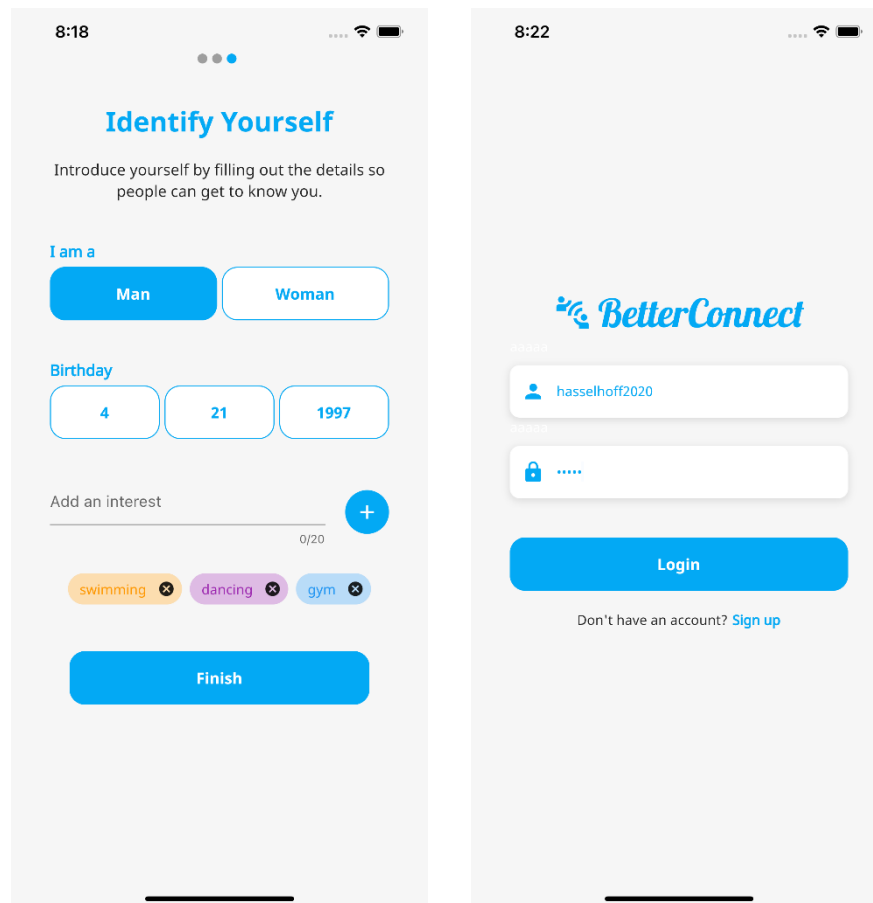 8:18
Identify Yourself
Introduce yourself by filling out the details so
people can get to know you.
I am a
Man Woman
Birthday
4 21 1997
Add an interest
0/20
swimming dancing gym
Finish
8:22
BetterConnect
aaaaa
hasselhoff2020
aaaaa
•••••
Login
Don't have an account? Sign up